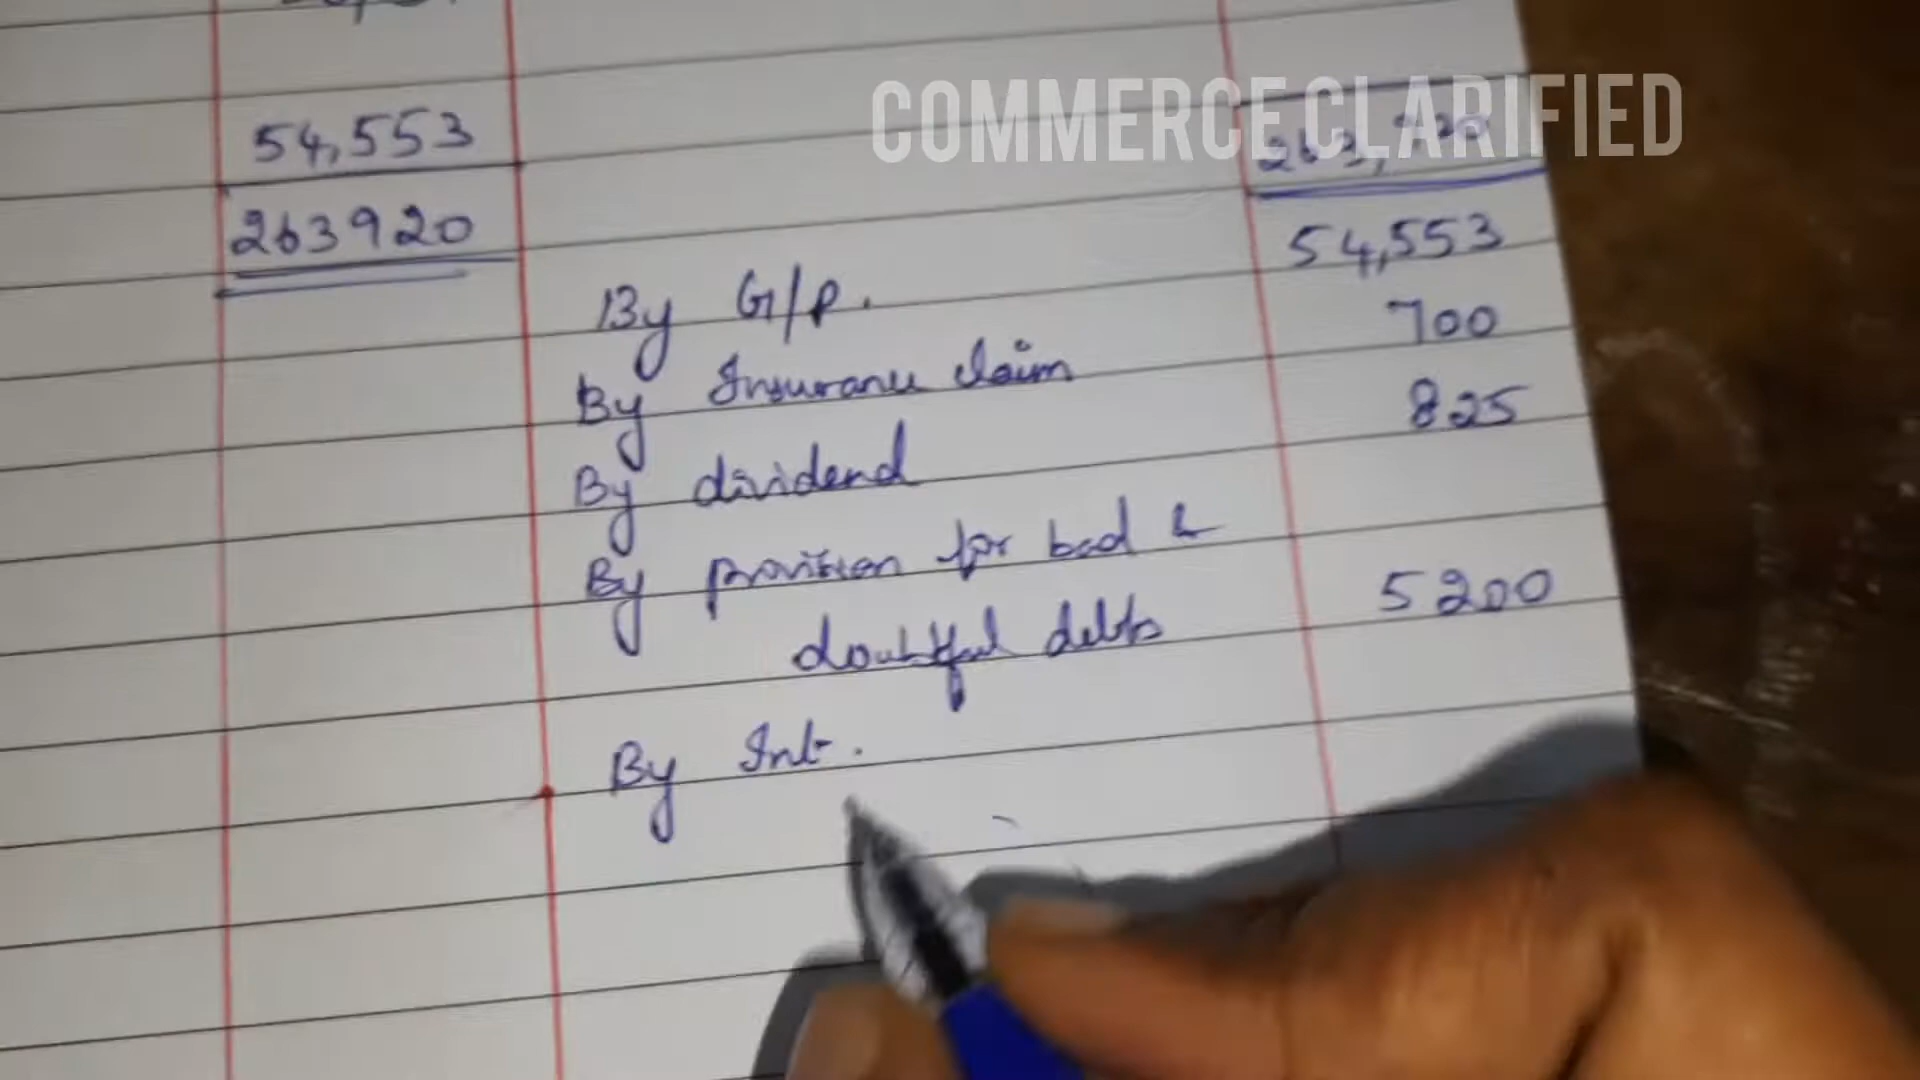 COMMERCE CLARIFIED
54,553
263920
54,553
By G/P.
700
By Insurance claim
825
By dividend
By provision for bad &
5200
doubtful debts
By Int.